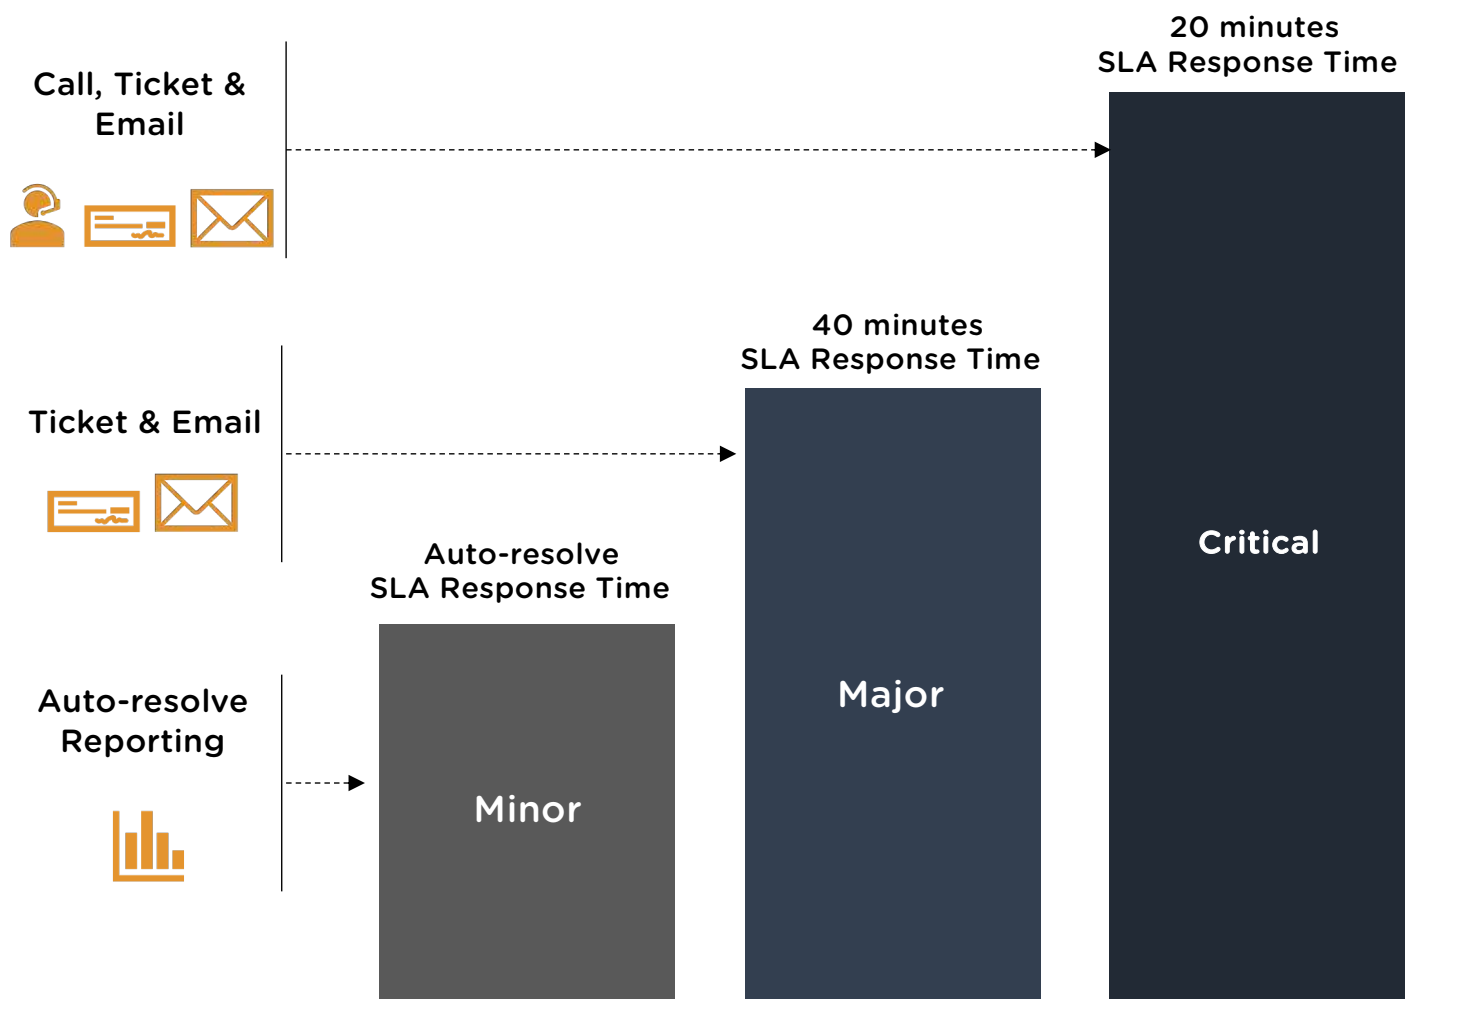 20 minutes
SLA Response Time
Call, Ticket &
Email
40 minutes
SLA Response Time
Ticket & Email
Critical
Auto-resolve
SLA Response Time
Major
Auto-resolve
Reporting
Minor